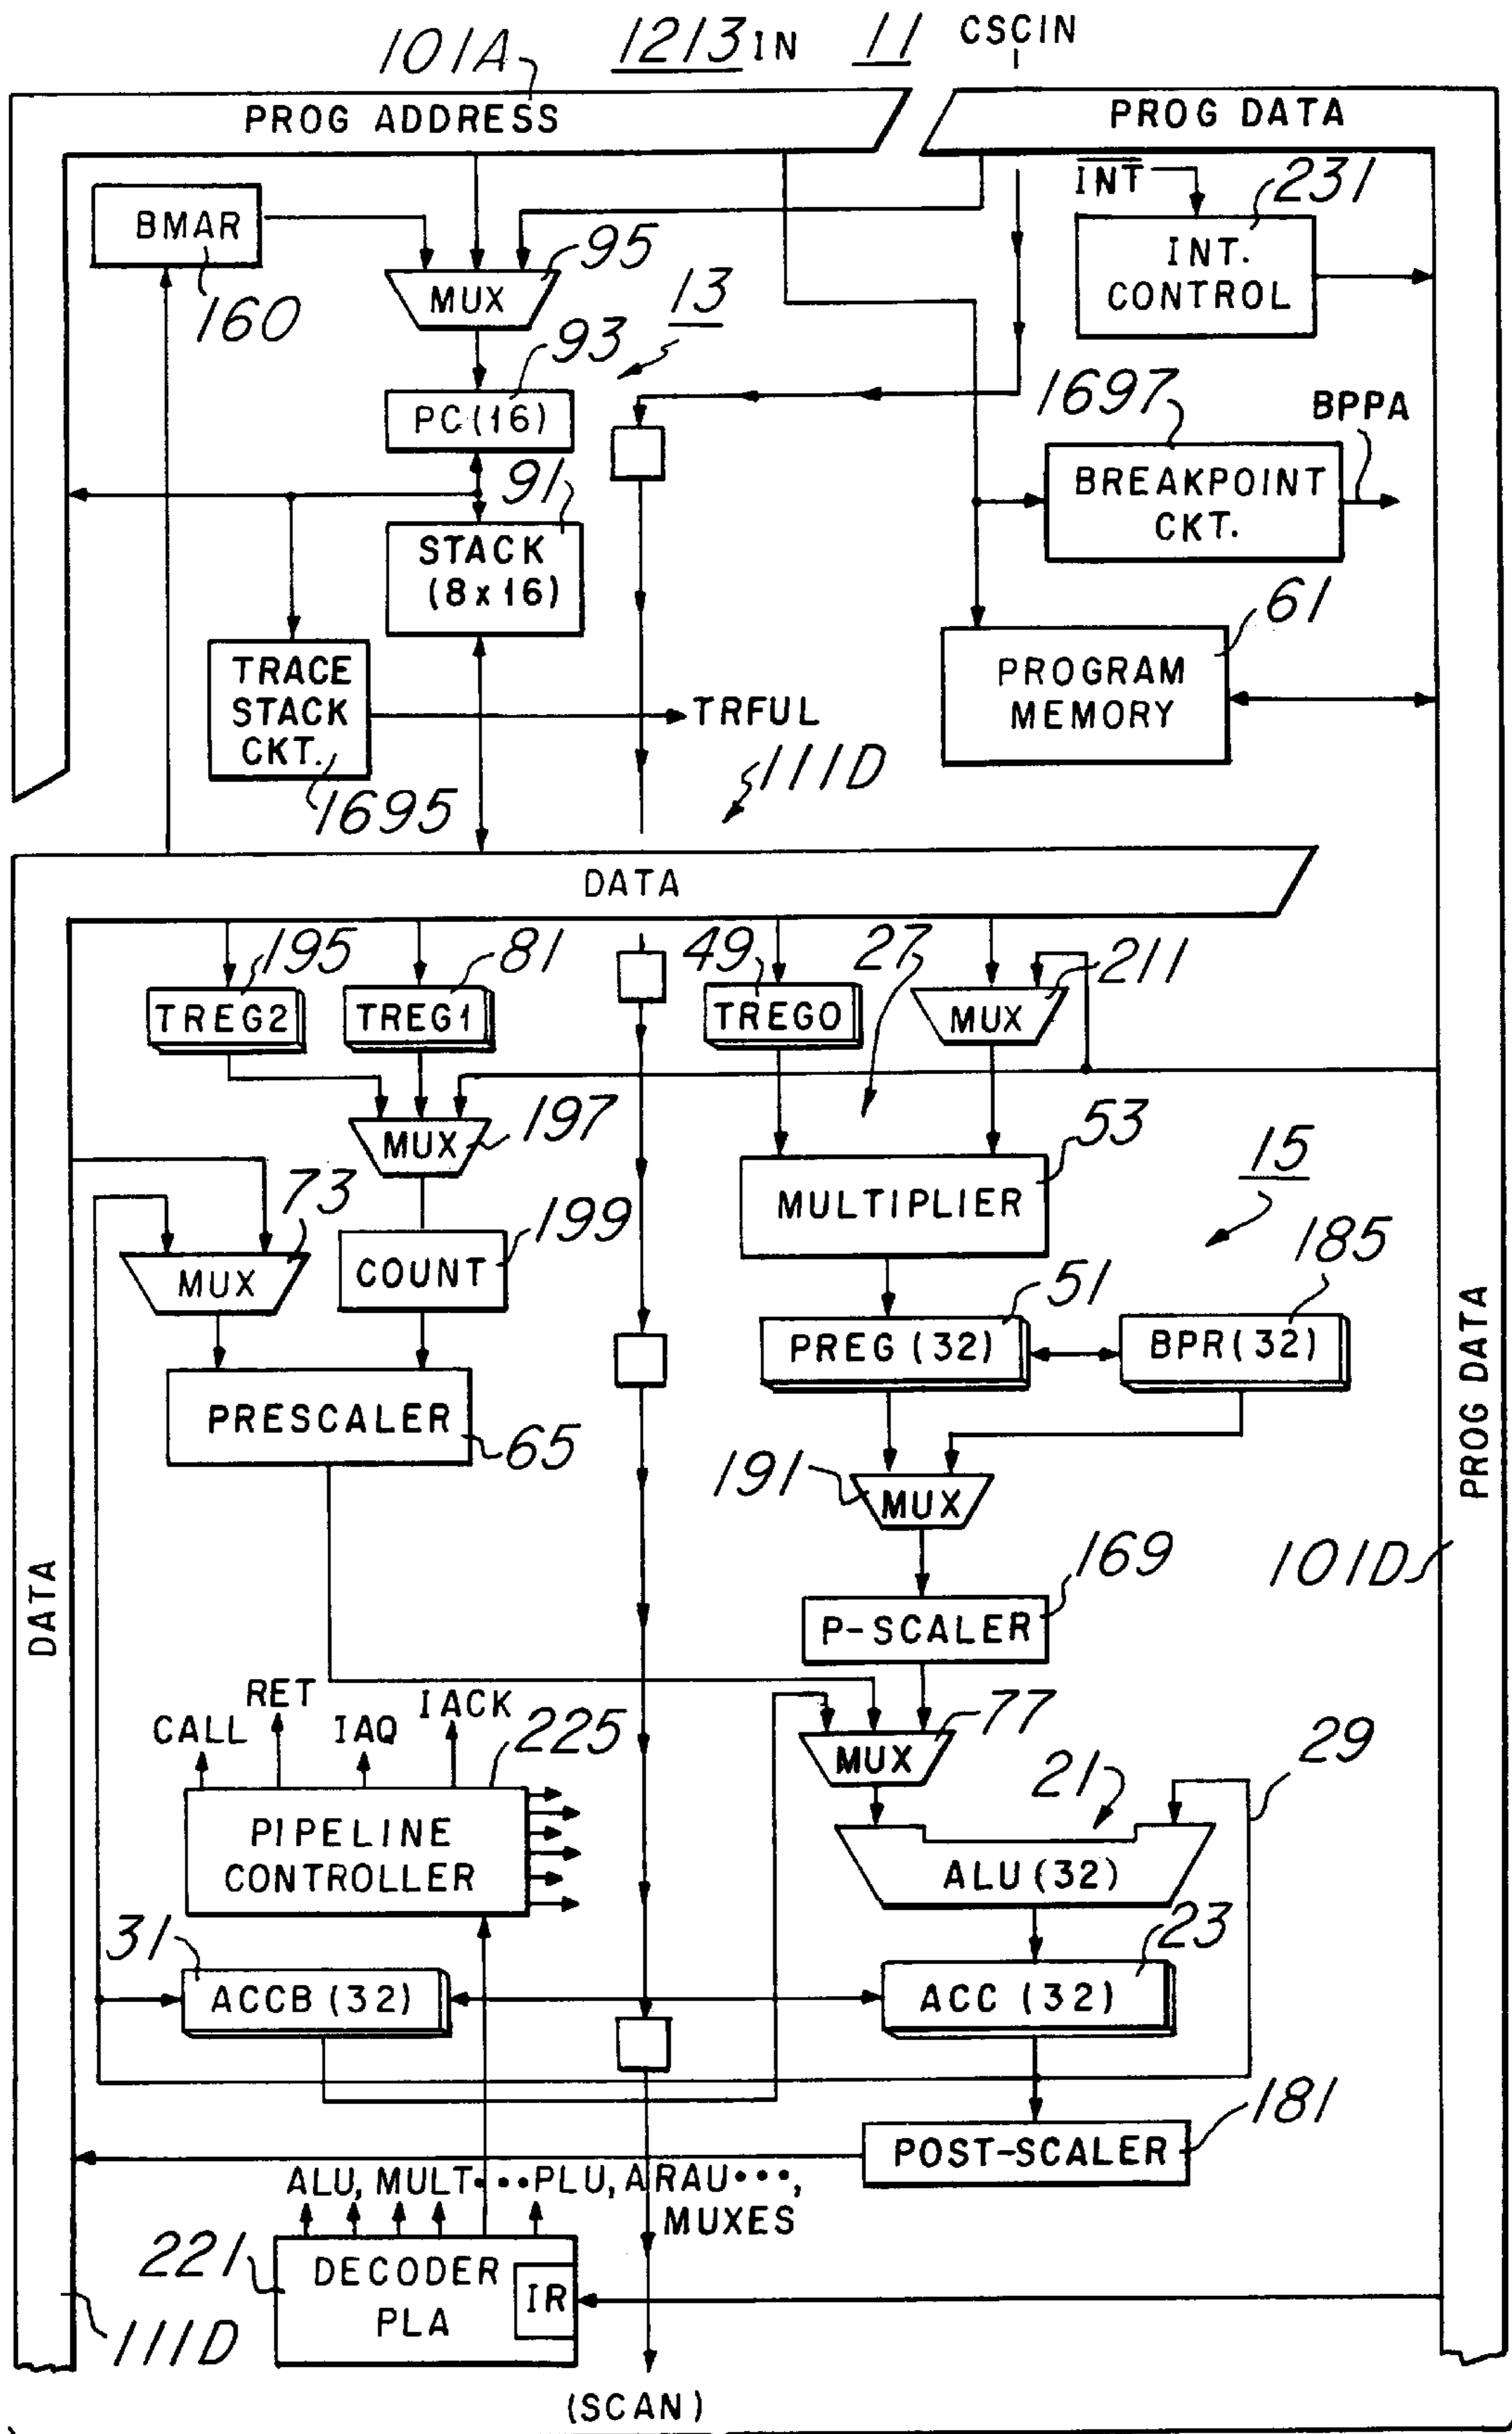 101A 1213 IN 11 CSCIN
PROG ADDRESS
PROG DATA
INT
231
BMAR
160
95
MUX
13
INT.
CONTROL
93
PC(16)
1697
BPPA
91
BREAKPOINT
CKT.
STACK
(8x16)
61
TRACE
STACK
CKT.
PROGRAM
MEMORY
TRFUL
1695
111D
DATA
195
81
49
27
211
TREG2
TREG1
TREG0
MUX
MUX
197
53
15
73
MULTIPLIER
199
185
MUX
COUNT
51
PREG (32)
BPR(32)
PRESCALER
65
191
MUX
PROG DATA
101D
169
DATA
P-SCALER
CALL
RET
IAQ
IACK
225
77
29
MUX
21
PIPELINE
CONTROLLER
ALU(32)
31
23
ACCB(32)
ACC (32)
181
POST-SCALER
ALU, MULT•••PLU, ARAU•••,
MUXES
221
DECODER
PLA
IR
111D
(SCAN)